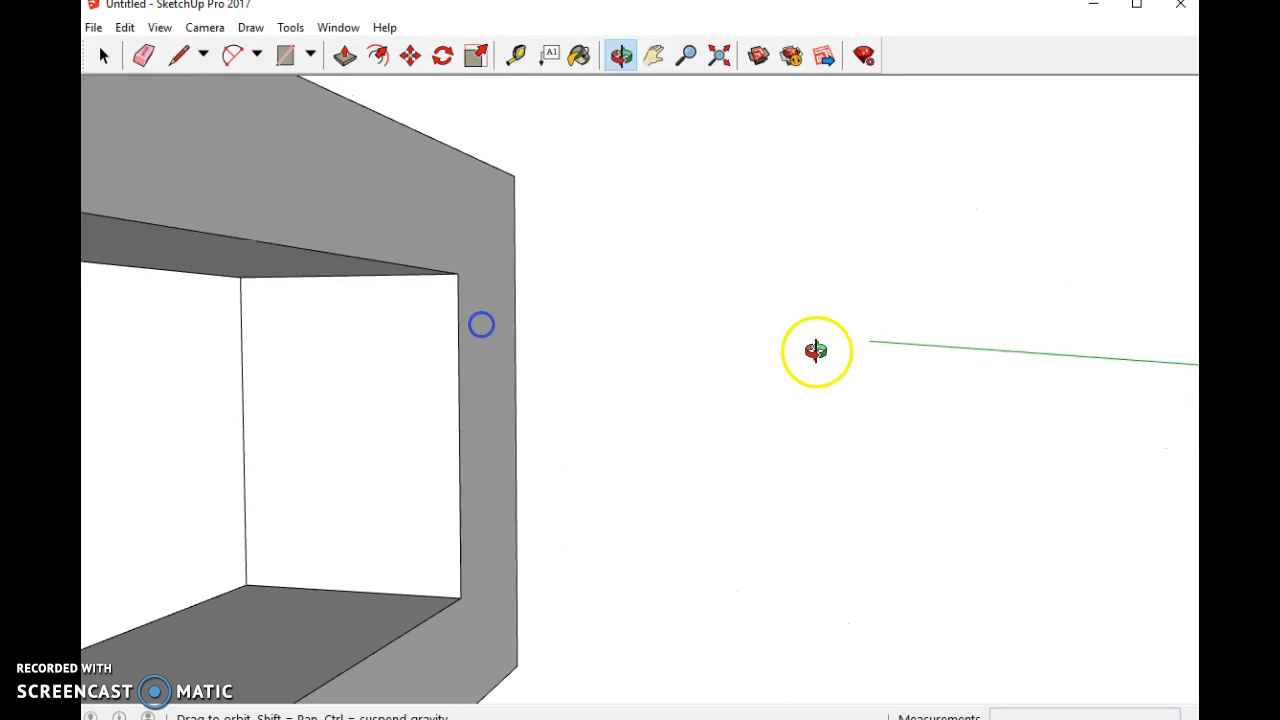 Untitled - SketchUp Pro 2017
File Edit View Camera Draw Tools Window Help
A1
RECORDED WITH
SCREENCAST MATIC
Drag to orbit. Shift = Pan, Ctrl = suspend gravity
Measurements